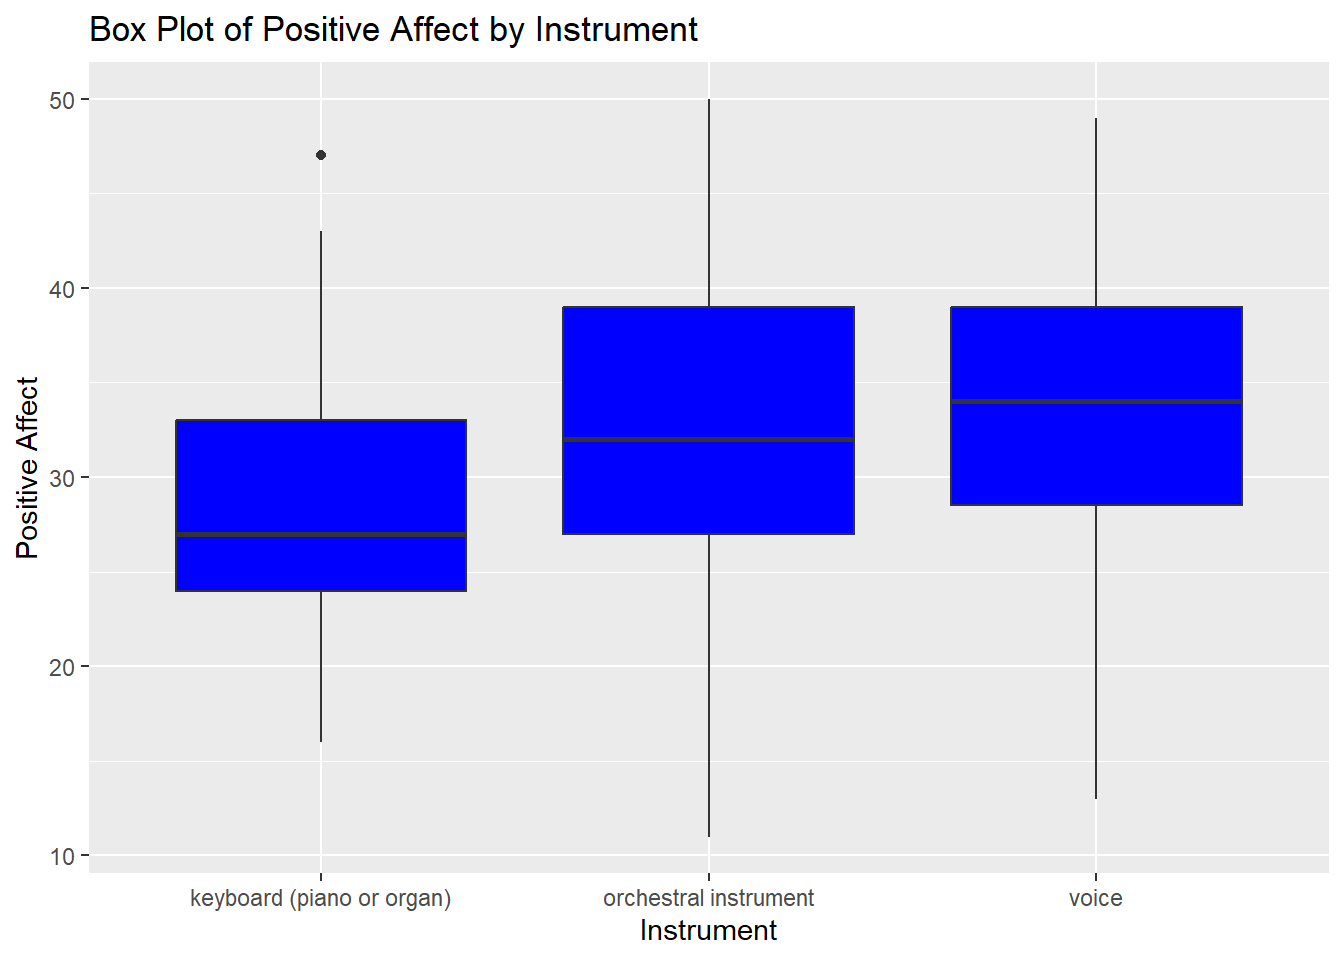 Box Plot of Positive Affect by Instrument
Positive Affect
50
40
30
20
10
keyboard (piano or organ)
orchestral instrument
voice
Instrument